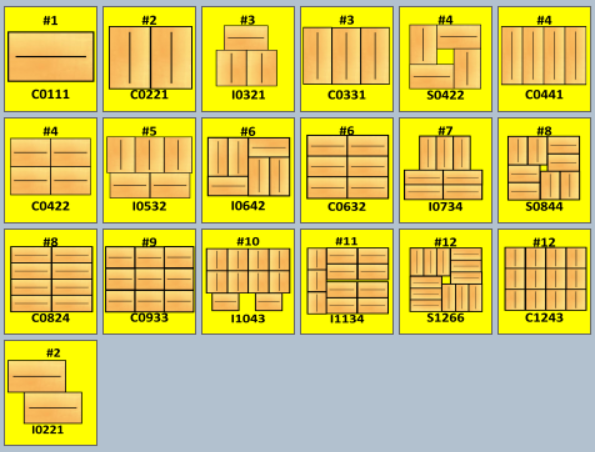 #1
C0111
#2
C0221
#3
I0321
#3
C0331
#4
S0422
#4
C0441
#4
C0422
#5
I0532
#6
I0642
#6
C0632
#7
I0734
#8
S0844
#8
C0824
#9
C0933
#10
I1043
#11
I1134
#12
S1266
#12
C1243
#2
I0221